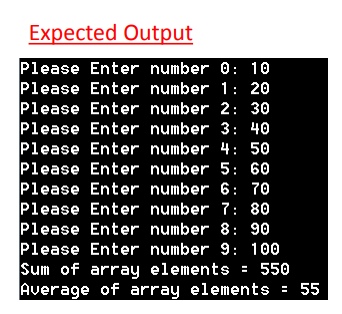 Expected Output
Please Enter number 0: 10
Please Enter number 1: 20
Please Enter number 2: 30
Please Enter number 3: 40
Please Enter number 4: 50
Please Enter number 5: 60
Please Enter number 6: 70
Please Enter number 7: 80
Please Enter number 8: 90
Please Enter number 9: 100
Sum of array elements = 550
Average of array elements = 55